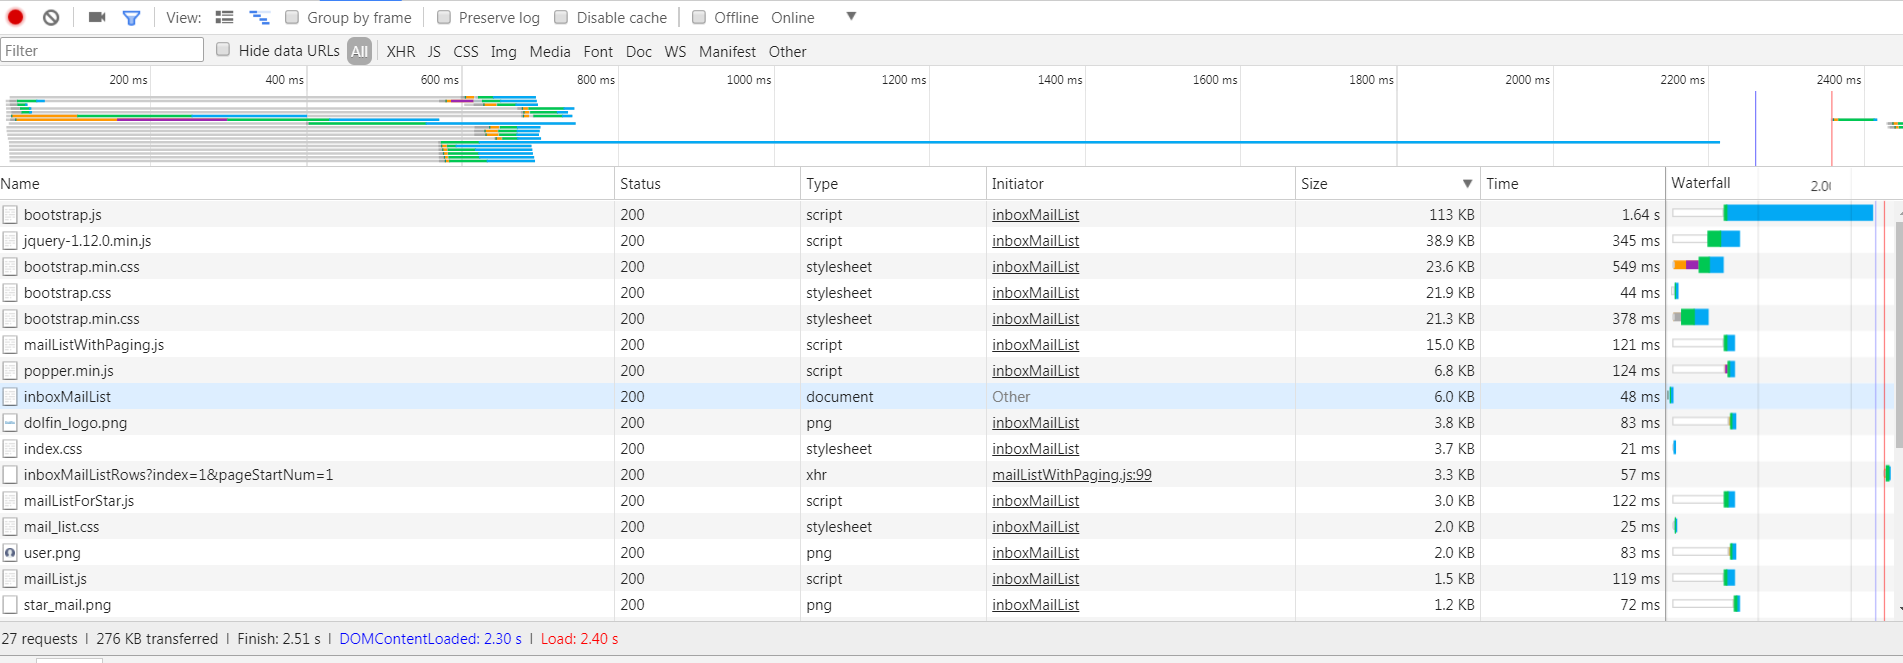 View: Group by frame Preserve log Disable cache Offline Online
Filter Hide data URLs All XHR JS CSS Img Media Font Doc WS Manifest Other
200 ms 400 ms 600 ms 800 ms 1000 ms 1200 ms 1400 ms 1600 ms 1800 ms 2000 ms 2200 ms 2400 ms
Name Status Type Initiator Size Time Waterfall
bootstrap.js 200 script inboxMailList 113 KB 1.64 s
jquery-1.12.0.min.js 200 script inboxMailList 38.9 KB 345 ms
bootstrap.min.css 200 stylesheet inboxMailList 23.6 KB 549 ms
bootstrap.css 200 stylesheet inboxMailList 21.9 KB 44 ms
bootstrap.min.css 200 stylesheet inboxMailList 21.3 KB 378 ms
mailListWithPaging.js 200 script inboxMailList 15.0 KB 121 ms
popper.min.js 200 script inboxMailList 6.8 KB 124 ms
inboxMailList 200 document Other 6.0 KB 48 ms
dolfin_logo.png 200 png inboxMailList 3.8 KB 83 ms
index.css 200 stylesheet inboxMailList 3.7 KB 21 ms
inboxMailListRows?index=1&pageStartNum=1 200 xhr mailListWithPaging.js:99 3.3 KB 57 ms
mailListForStar.js 200 script inboxMailList 3.0 KB 122 ms
mail_list.css 200 stylesheet inboxMailList 2.0 KB 25 ms
user.png 200 png inboxMailList 2.0 KB 83 ms
mailList.js 200 script inboxMailList 1.5 KB 119 ms
star_mail.png 200 png inboxMailList 1.2 KB 72 ms
27 requests | 276 KB transferred | Finish: 2.51 s | DOMContentLoaded: 2.30 s | Load: 2.40 s